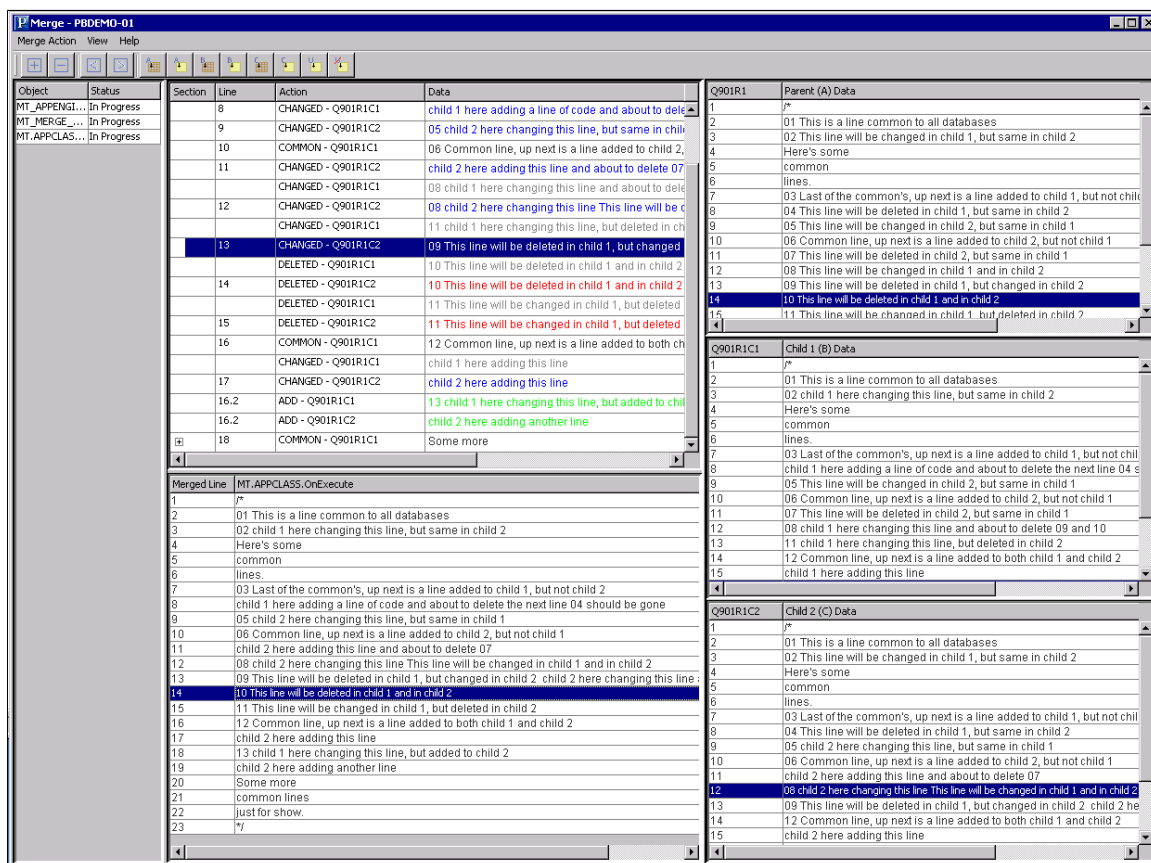 Merge - PBDEMO-01
Merge Action View Help
Object Status
MT_APPENGI... In Progress
MT_MERGE_... In Progress
MT.APPCLAS... In Progress
Section Line Action Data
8 CHANGED - Q901R1C1 child 1 here adding a line of code and about to dele
9 CHANGED - Q901R1C2 05 child 2 here changing this line, but same in chil
10 COMMON - Q901R1C1 06 Common line, up next is a line added to child 2,
11 CHANGED - Q901R1C2 child 2 here adding this line and about to delete 07
CHANGED - Q901R1C1 08 child 1 here changing this line and about to dele
12 CHANGED - Q901R1C2 08 child 2 here changing this line This line will be c
CHANGED - Q901R1C1 11 child 1 here changing this line, but deleted in ch
13 CHANGED - Q901R1C2 09 This line will be deleted in child 1, but changed
DELETED - Q901R1C1 10 This line will be deleted in child 1 and in child 2
14 DELETED - Q901R1C2 10 This line will be deleted in child 1 and in child 2
DELETED - Q901R1C1 11 This line will be changed in child 1, but deleted
15 DELETED - Q901R1C2 11 This line will be changed in child 1, but deleted
16 COMMON - Q901R1C1 12 Common line, up next is a line added to both ch
CHANGED - Q901R1C1 child 1 here adding this line
17 CHANGED - Q901R1C2 child 2 here adding this line
16.2 ADD - Q901R1C1 13 child 1 here changing this line, but added to chil
16.2 ADD - Q901R1C2 child 2 here adding another line
18 COMMON - Q901R1C1 Some more
Merged Line MT.APPCLASS.OnExecute
1 /*
2 01 This is a line common to all databases
3 02 child 1 here changing this line, but same in child 2
4 Here's some
5 common
6 lines.
7 03 Last of the common's, up next is a line added to child 1, but not child 2
8 child 1 here adding a line of code and about to delete the next line 04 should be gone
9 05 child 2 here changing this line, but same in child 1
10 06 Common line, up next is a line added to child 2, but not child 1
11 child 2 here adding this line and about to delete 07
12 08 child 2 here changing this line This line will be changed in child 1 and in child 2
13 09 This line will be deleted in child 1, but changed in child 2 child 2 here changing this line
14 10 This line will be deleted in child 1 and in child 2
15 11 This line will be changed in child 1, but deleted in child 2
16 12 Common line, up next is a line added to both child 1 and child 2
17 child 2 here adding this line
18 13 child 1 here changing this line, but added to child 2
19 child 2 here adding another line
20 Some more
21 common lines
22 just for show.
23 */
Q901R1 Parent (A) Data
1 /*
2 01 This is a line common to all databases
3 02 This line will be changed in child 1, but same in child 2
4 Here's some
5 common
6 lines.
7 03 Last of the common's, up next is a line added to child 1, but not child
8 04 This line will be deleted in child 1, but same in child 2
9 05 This line will be changed in child 2, but same in child 1
10 06 Common line, up next is a line added to child 2, but not child 1
11 07 This line will be deleted in child 2, but same in child 1
12 08 This line will be changed in child 1 and in child 2
13 09 This line will be deleted in child 1, but changed in child 2
14 10 This line will be deleted in child 1 and in child 2
15 11 This line will be changed in child 1, but deleted in child 2
Q901R1C1 Child 1 (B) Data
1 /*
2 01 This is a line common to all databases
3 02 child 1 here changing this line, but same in child 2
4 Here's some
5 common
6 lines.
7 03 Last of the common's, up next is a line added to child 1, but not chil
8 child 1 here adding a line of code and about to delete the next line 04 s
9 05 This line will be changed in child 2, but same in child 1
10 06 Common line, up next is a line added to child 2, but not child 1
11 07 This line will be deleted in child 2, but same in child 1
12 08 child 1 here changing this line and about to delete 09 and 10
13 11 child 1 here changing this line, but deleted in child 2
14 12 Common line, up next is a line added to both child 1 and child 2
15 child 1 here adding this line
Q901R1C2 Child 2 (C) Data
1 /*
2 01 This is a line common to all databases
3 02 This line will be changed in child 1, but same in child 2
4 Here's some
5 common
6 lines.
7 03 Last of the common's, up next is a line added to child 1, but not chil
8 04 This line will be deleted in child 1, but same in child 2
9 05 child 2 here changing this line, but same in child 1
10 06 Common line, up next is a line added to child 2, but not child 1
11 child 2 here adding this line and about to delete 07
12 08 child 2 here changing this line This line will be changed in child 1 and in child 2
13 09 This line will be deleted in child 1, but changed in child 2 child 2 he
14 12 Common line, up next is a line added to both child 1 and child 2
15 child 2 here adding this line